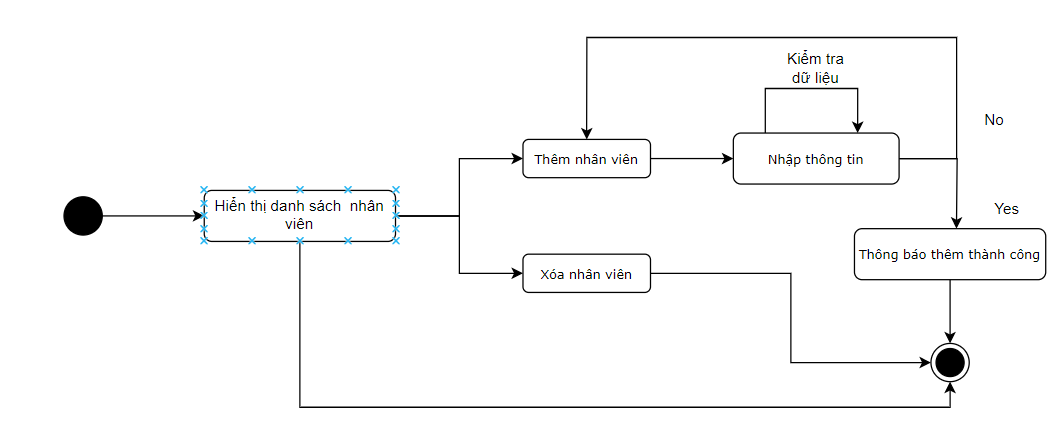 Kiểm tra
dữ liệu
No
Thêm nhân viên
Nhập thông tin
Hiển thị danh sách nhân
viên
Yes
Thông báo thêm thành công
Xóa nhân viên